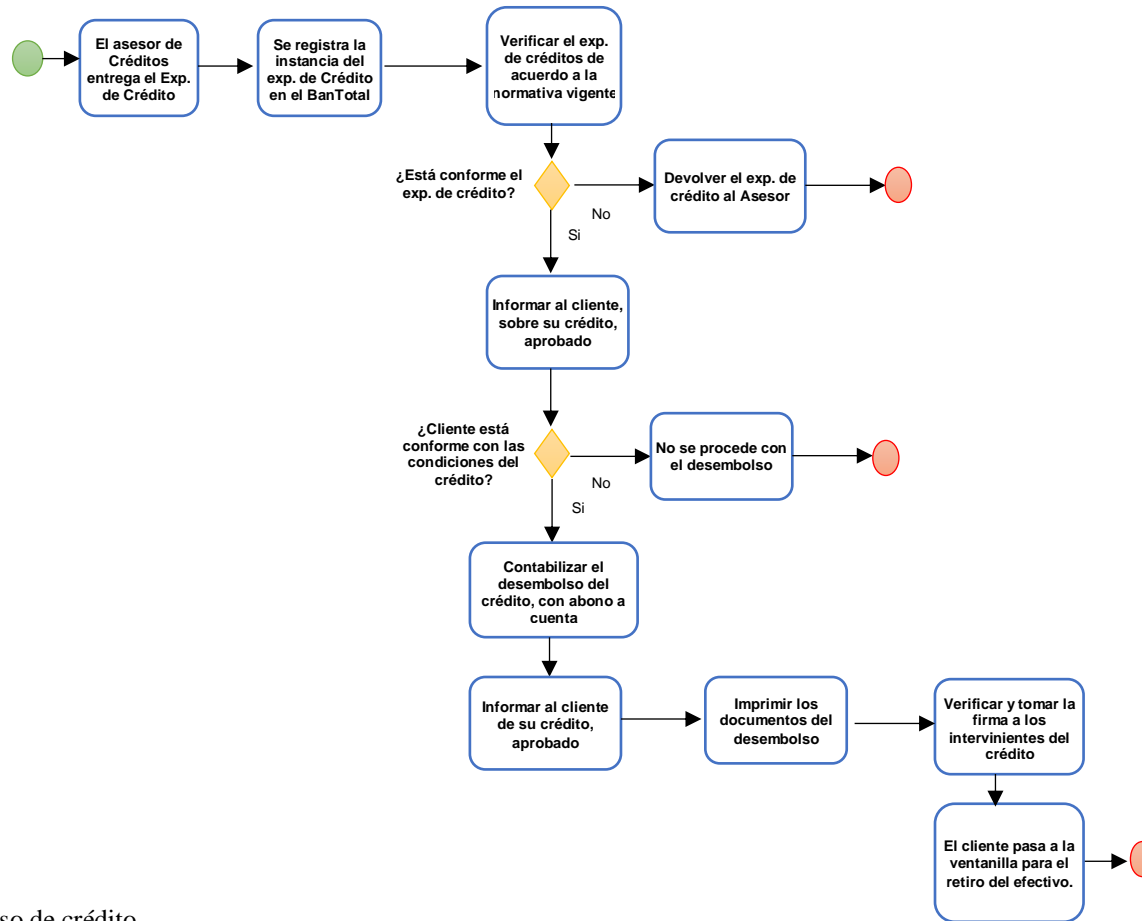 El asesor de
Créditos
entrega el Exp.
de Crédito
Se registra la
instancia del
exp. de Crédito
en el BanTotal
Verificar el exp.
de créditos de
acuerdo a la
normativa vigente
¿Está conforme el
exp. de crédito?
No
Si
Devolver el exp. de
crédito al Asesor
Informar al cliente,
sobre su crédito,
aprobado
¿Cliente está
conforme con las
condiciones del
crédito?
No
Si
No se procede con
el desembolso
Contabilizar el
desembolso del
crédito, con abono a
cuenta
Informar al cliente
de su crédito,
aprobado
Imprimir los
documentos del
desembolso
Verificar y tomar la
firma a los
intervinientes del
crédito
El cliente pasa a la
ventanilla para el
retiro del efectivo.
so de crédito